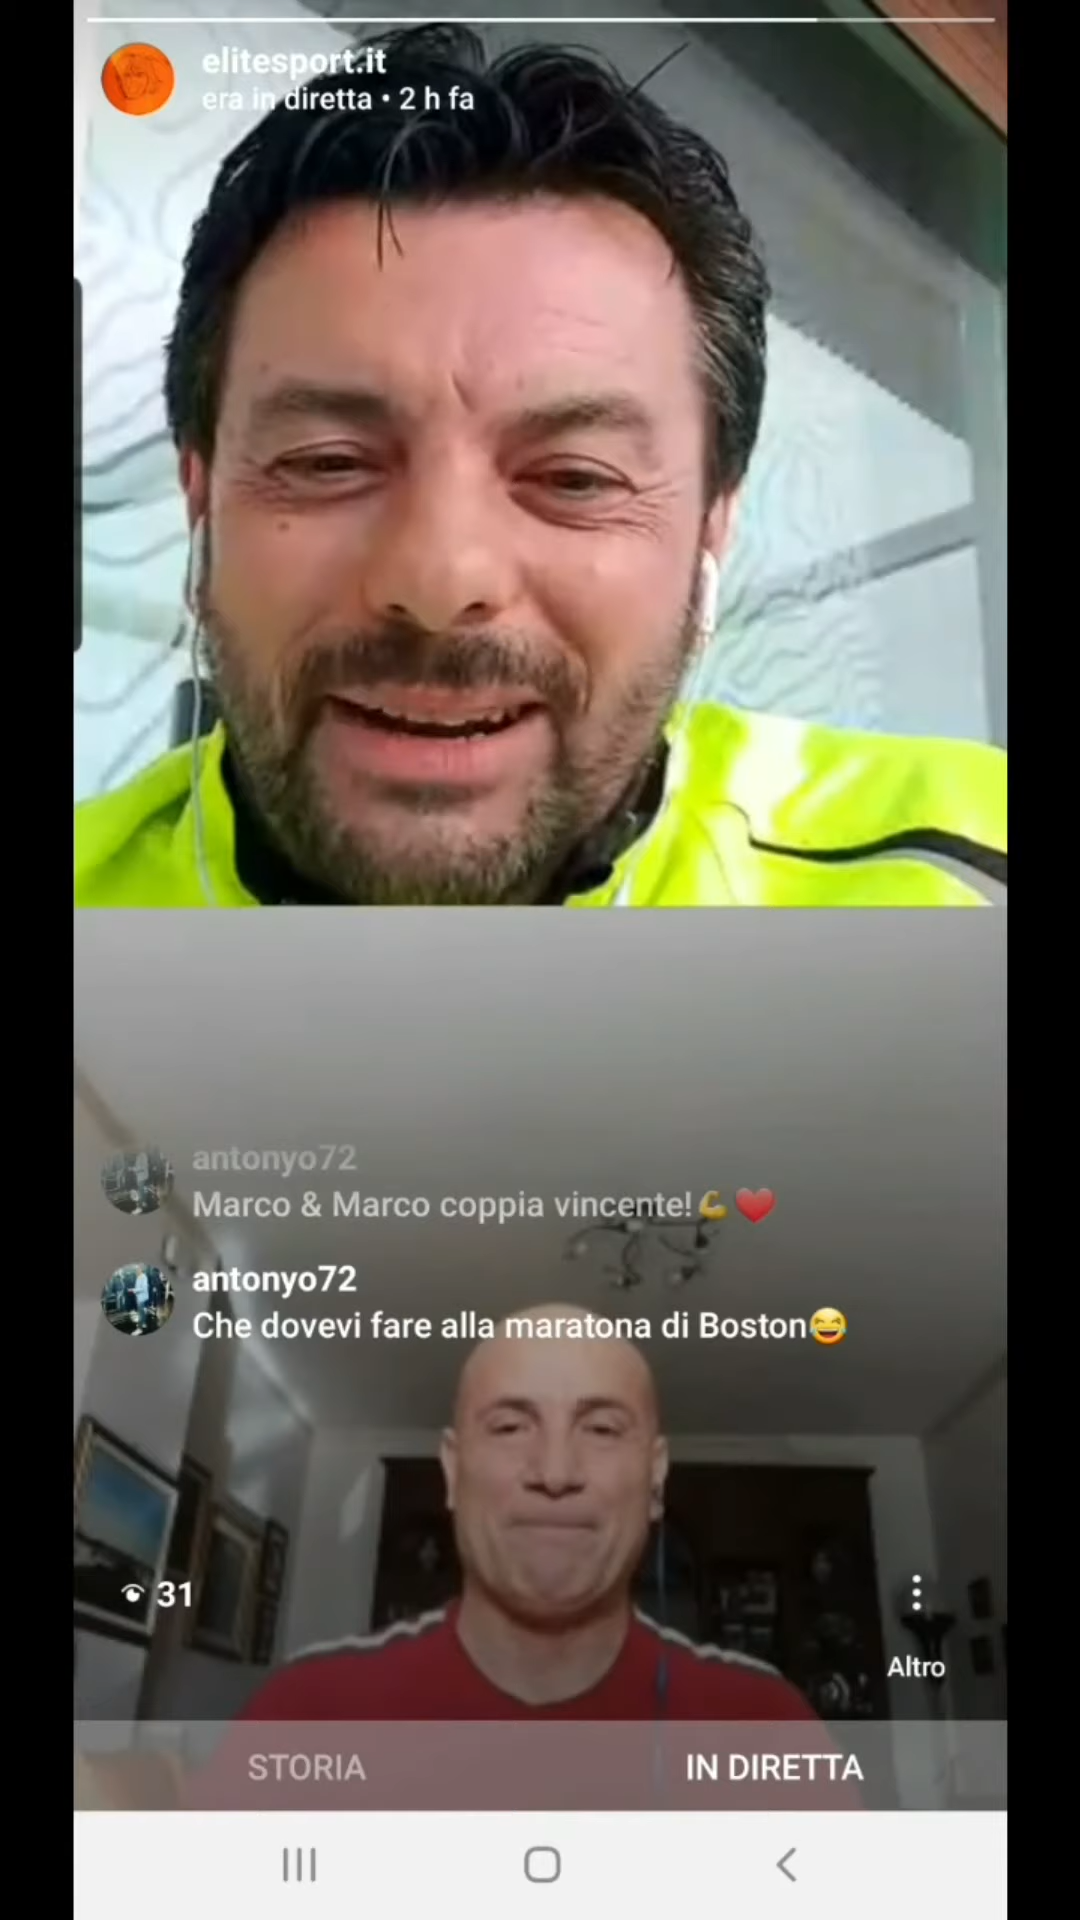 elitesport.it
era in diretta • 2 h fa
antonyo72
Marco & Marco coppia vincente!💪❤️
antonyo72
Che dovevi fare alla maratona di Boston😂
31
Altro
STORIA
IN DIRETTA